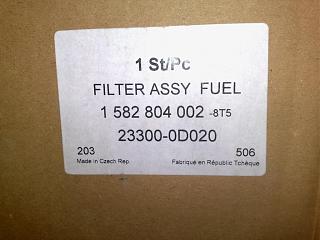 1 St/Pc
FILTER ASSY FUEL
1 582 804 002 -8T5
23300-0D020
203 506
Made in Czech Rep. Fabriqué en Républic Tchèque